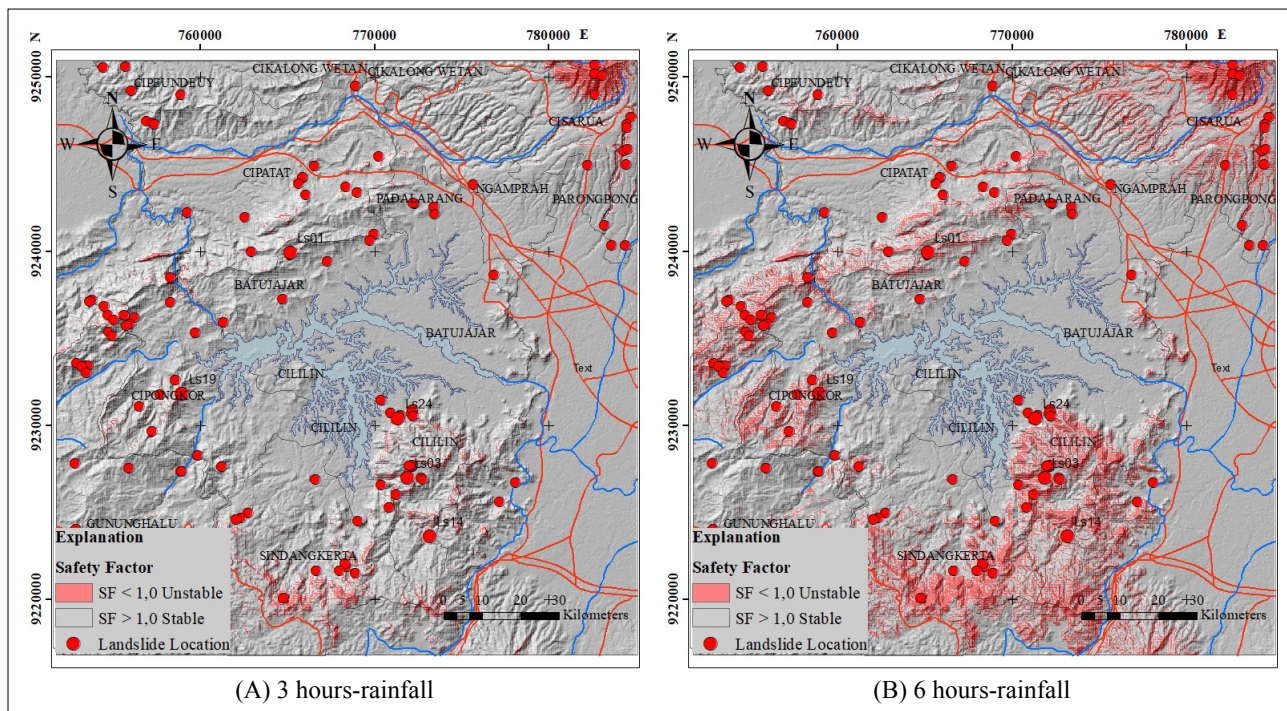 760000 770000 780000 E
N
9250000
9240000
9230000
9220000
CIPEUNDEUY
CIKALONG WETAN
CIKALONG WETAN
CISARUA
N
W E
S
CIPATAT
NGAMPRAH
PADALARANG
PARONGPONG
Ls01
BATUJAJAR
BATUJAJAR
Text
CILILIN
Ls19
CIPONGKOR
Ls24
CILILIN
CILILIN
Ls03
GUNUNGHALU
Ls14
SINDANGKERTA
Explanation
Safety Factor
SF < 1,0 Unstable
SF > 1,0 Stable
Landslide Location
0 5 10 20 30
Kilometers
(A) 3 hours-rainfall
760000 770000 780000 E
N
9250000
9240000
9230000
9220000
CIPEUNDEUY
CIKALONG WETAN
CIKALONG WETAN
CISARUA
N
W E
S
CIPATAT
NGAMPRAH
PADALARANG
PARONGPONG
Ls01
BATUJAJAR
BATUJAJAR
Text
CILILIN
Ls19
CIPONGKOR
Ls24
CILILIN
CILILIN
Ls03
GUNUNGHALU
Ls14
SINDANGKERTA
Explanation
Safety Factor
SF < 1,0 Unstable
SF > 1,0 Stable
Landslide Location
0 5 10 20 30
Kilometers
(B) 6 hours-rainfall